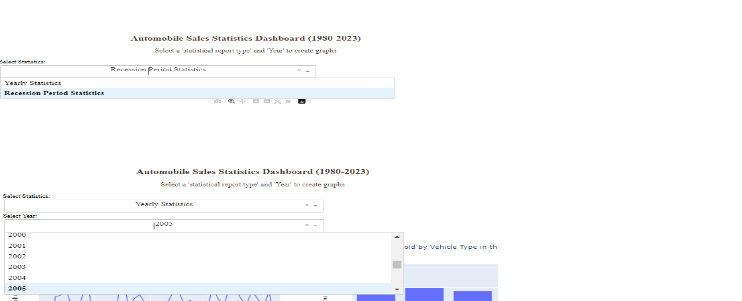 Automobile Sales Statistics Dashboard (1980-2023)
Select a 'statistical report type' and 'Year' to create graphs
Select Statistics:
Recession Period Statistics
Yearly Statistics
Recession Period Statistics
Automobile Sales Statistics Dashboard (1980-2023)
Select a 'statistical report type' and 'Year' to create graphs
Select Statistics:
Yearly Statistics
Select Year:
2005
2000
2001
2002
2003
2004
2005
old by Vehicle Type in th